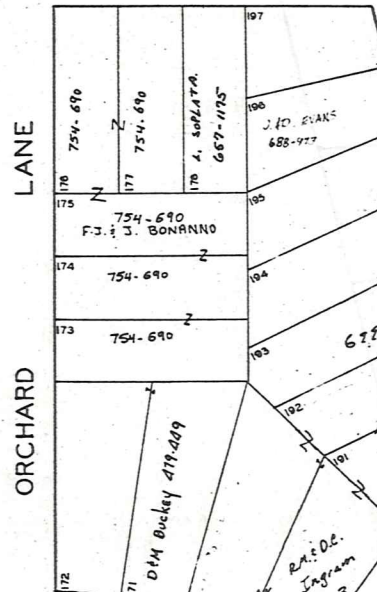 197
754-690
754-690
L. SOPLATA.
667-1175
196
J.&D. EVANS
688-977
176
177
178
LANE
175
195
754-690
F.J. & J. BONANNO
174
754-690
194
173
754-690
193
ORCHARD
192
191
D&M Buckey 479-449
R.M. & D.L.
Ingram
172
171